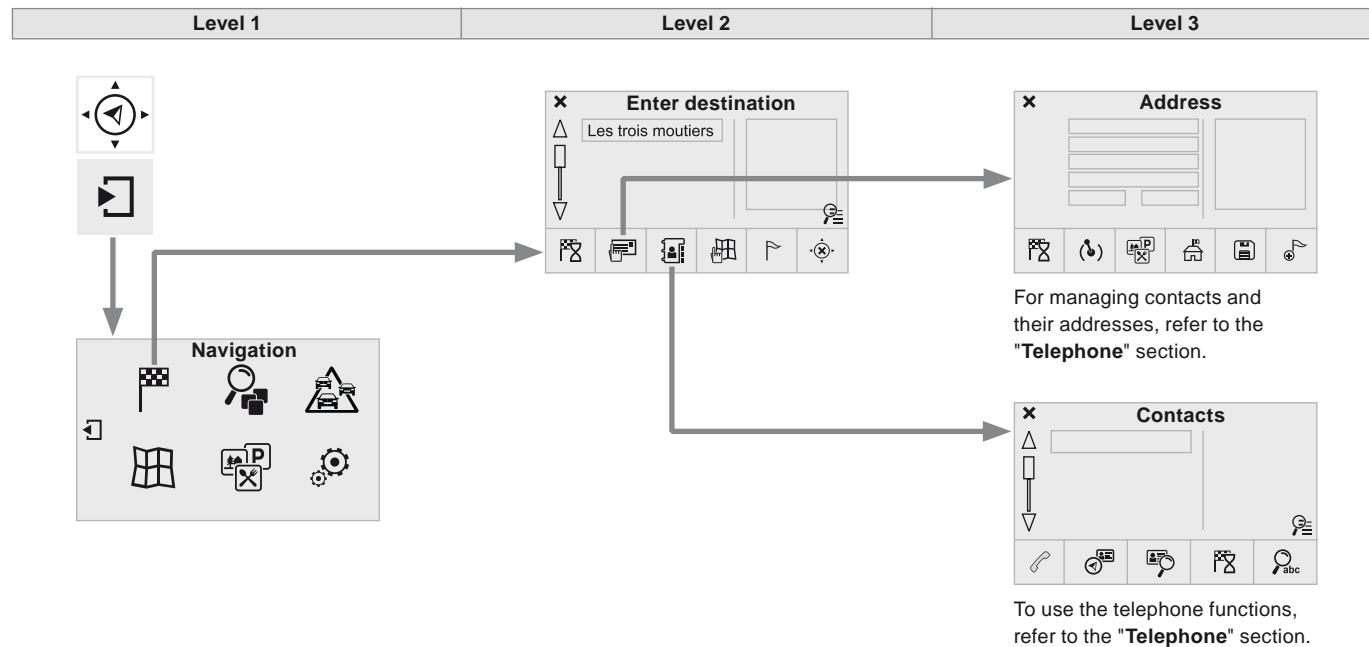 Level 1
Level 2
Level 3
Enter destination
Les trois moutiers
Address
P
For managing contacts and
their addresses, refer to the
"Telephone" section.
Navigation
P
Contacts
abc
To use the telephone functions,
refer to the "Telephone" section.